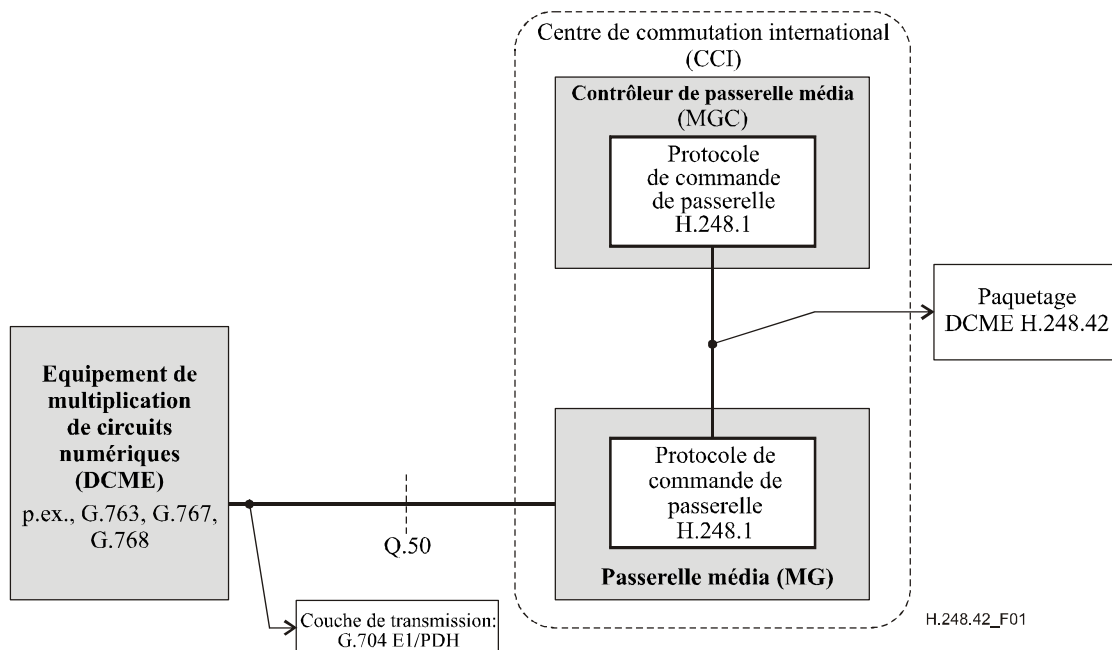 Centre de commutation international
(CCI)
Contrôleur de passerelle média
(MGC)
Protocole
de commande
de passerelle
H.248.1
Paquetage
DCME H.248.42
Equipement de
multiplication
de circuits
numériques
(DCME)
p.ex., G.763, G.767,
G.768
Q.50
Protocole de
commande de
passerelle
H.248.1
Passerelle média (MG)
Couche de transmission:
G.704 E1/PDH
H.248.42_F01